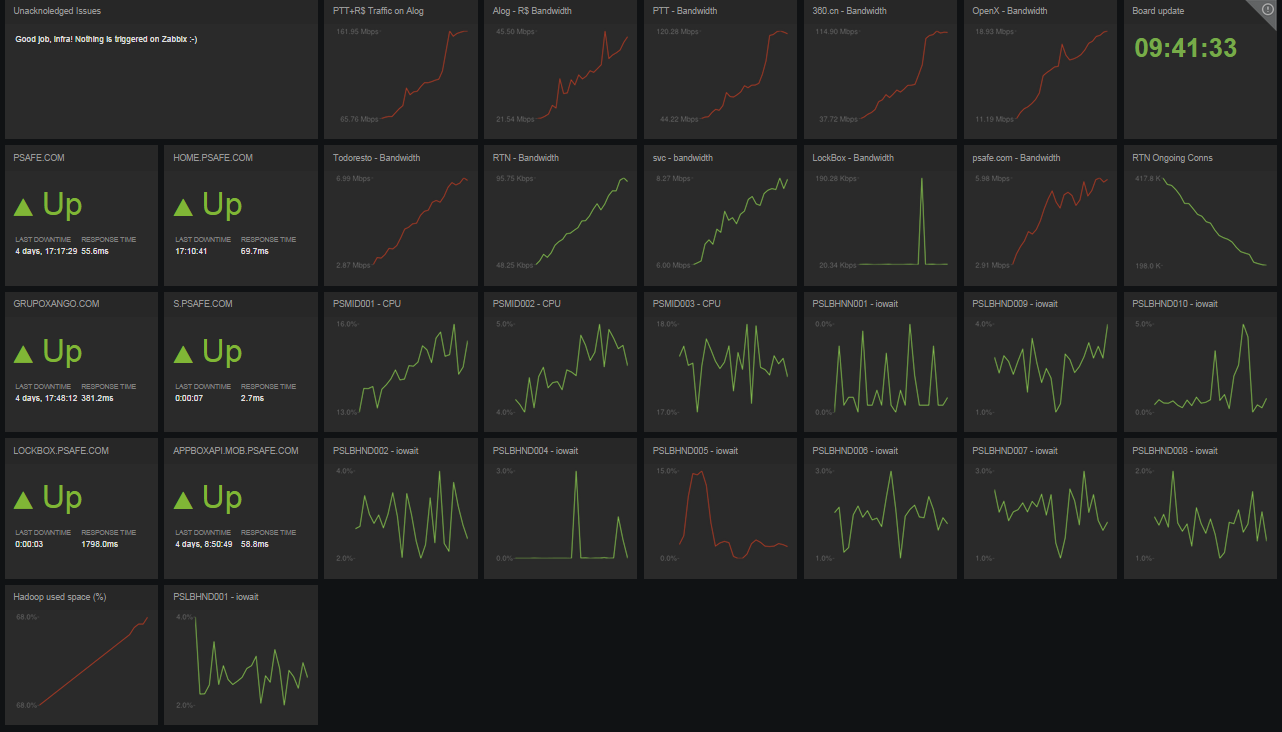 Unacknoledged Issues
Good job, Infra! Nothing is triggered on Zabbix :-)
PTT+R$ Traffic on Alog
161.95 Mbps
65.76 Mbps
Alog - R$ Bandwidth
45.50 Mbps
21.54 Mbps
PTT - Bandwidth
120.28 Mbps
44.22 Mbps
360.cn - Bandwidth
114.90 Mbps
37.72 Mbps
OpenX - Bandwidth
18.93 Mbps
11.19 Mbps
Board update
09:41:33
PSAFE.COM
Up
LAST DOWNTIME RESPONSE TIME
4 days, 17:17:29 55.6ms
HOME.PSAFE.COM
Up
LAST DOWNTIME RESPONSE TIME
17:10:41 69.7ms
Todoresto - Bandwidth
6.99 Mbps
2.87 Mbps
RTN - Bandwidth
95.75 Kbps
48.25 Kbps
svc - bandwidth
8.27 Mbps
6.00 Mbps
LockBox - Bandwidth
190.28 Kbps
20.34 Kbps
psafe.com - Bandwidth
5.98 Mbps
2.91 Mbps
RTN Ongoing Conns
417.8 K
198.0 K
GRUPOXANGO.COM
Up
LAST DOWNTIME RESPONSE TIME
4 days, 17:48:12 381.2ms
S.PSAFE.COM
Up
LAST DOWNTIME RESPONSE TIME
0:00:07 2.7ms
PSMID001 - CPU
16.0%
13.0%
PSMID002 - CPU
5.0%
4.0%
PSMID003 - CPU
18.0%
17.0%
PSLBHNN001 - iowait
0.0%
0.0%
PSLBHND009 - iowait
4.0%
1.0%
PSLBHND010 - iowait
5.0%
0.0%
LOCKBOX.PSAFE.COM
Up
LAST DOWNTIME RESPONSE TIME
0:00:03 1798.0ms
APPBOXAPI.MOB.PSAFE.COM
Up
LAST DOWNTIME RESPONSE TIME
4 days, 8:50:49 58.8ms
PSLBHND002 - iowait
4.0%
2.0%
PSLBHND004 - iowait
3.0%
0.0%
PSLBHND005 - iowait
15.0%
0.0%
PSLBHND006 - iowait
3.0%
1.0%
PSLBHND007 - iowait
3.0%
1.0%
PSLBHND008 - iowait
2.0%
1.0%
Hadoop used space (%)
68.0%
68.0%
PSLBHND001 - iowait
4.0%
2.0%